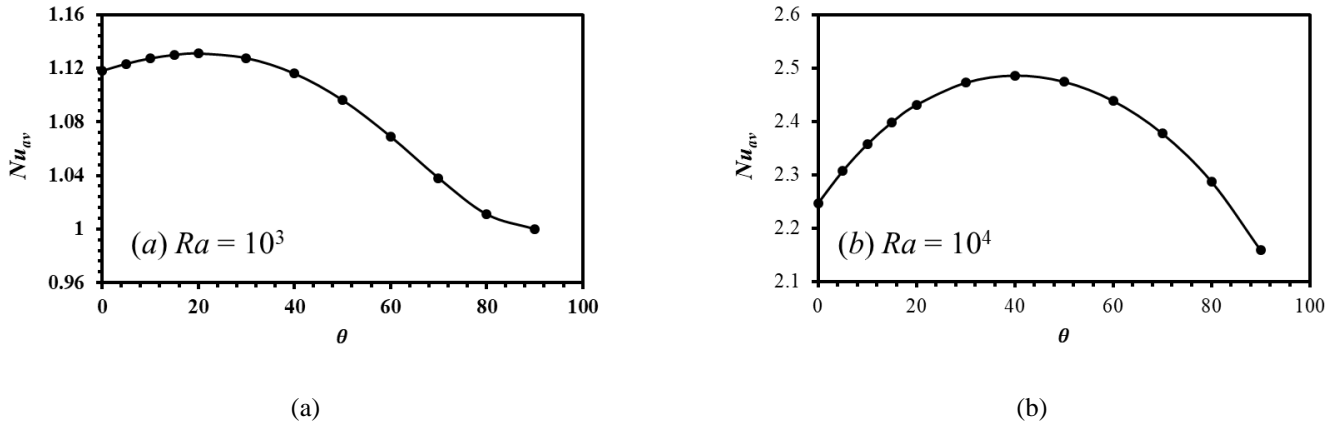 1.16
1.12
1.08
1.04
1
0.96
Nu_av
(a) Ra = 10³
0 20 40 60 80 100
θ
(a)
2.6
2.5
2.4
2.3
2.2
2.1
Nu_av
(b) Ra = 10⁴
0 20 40 60 80 100
θ
(b)